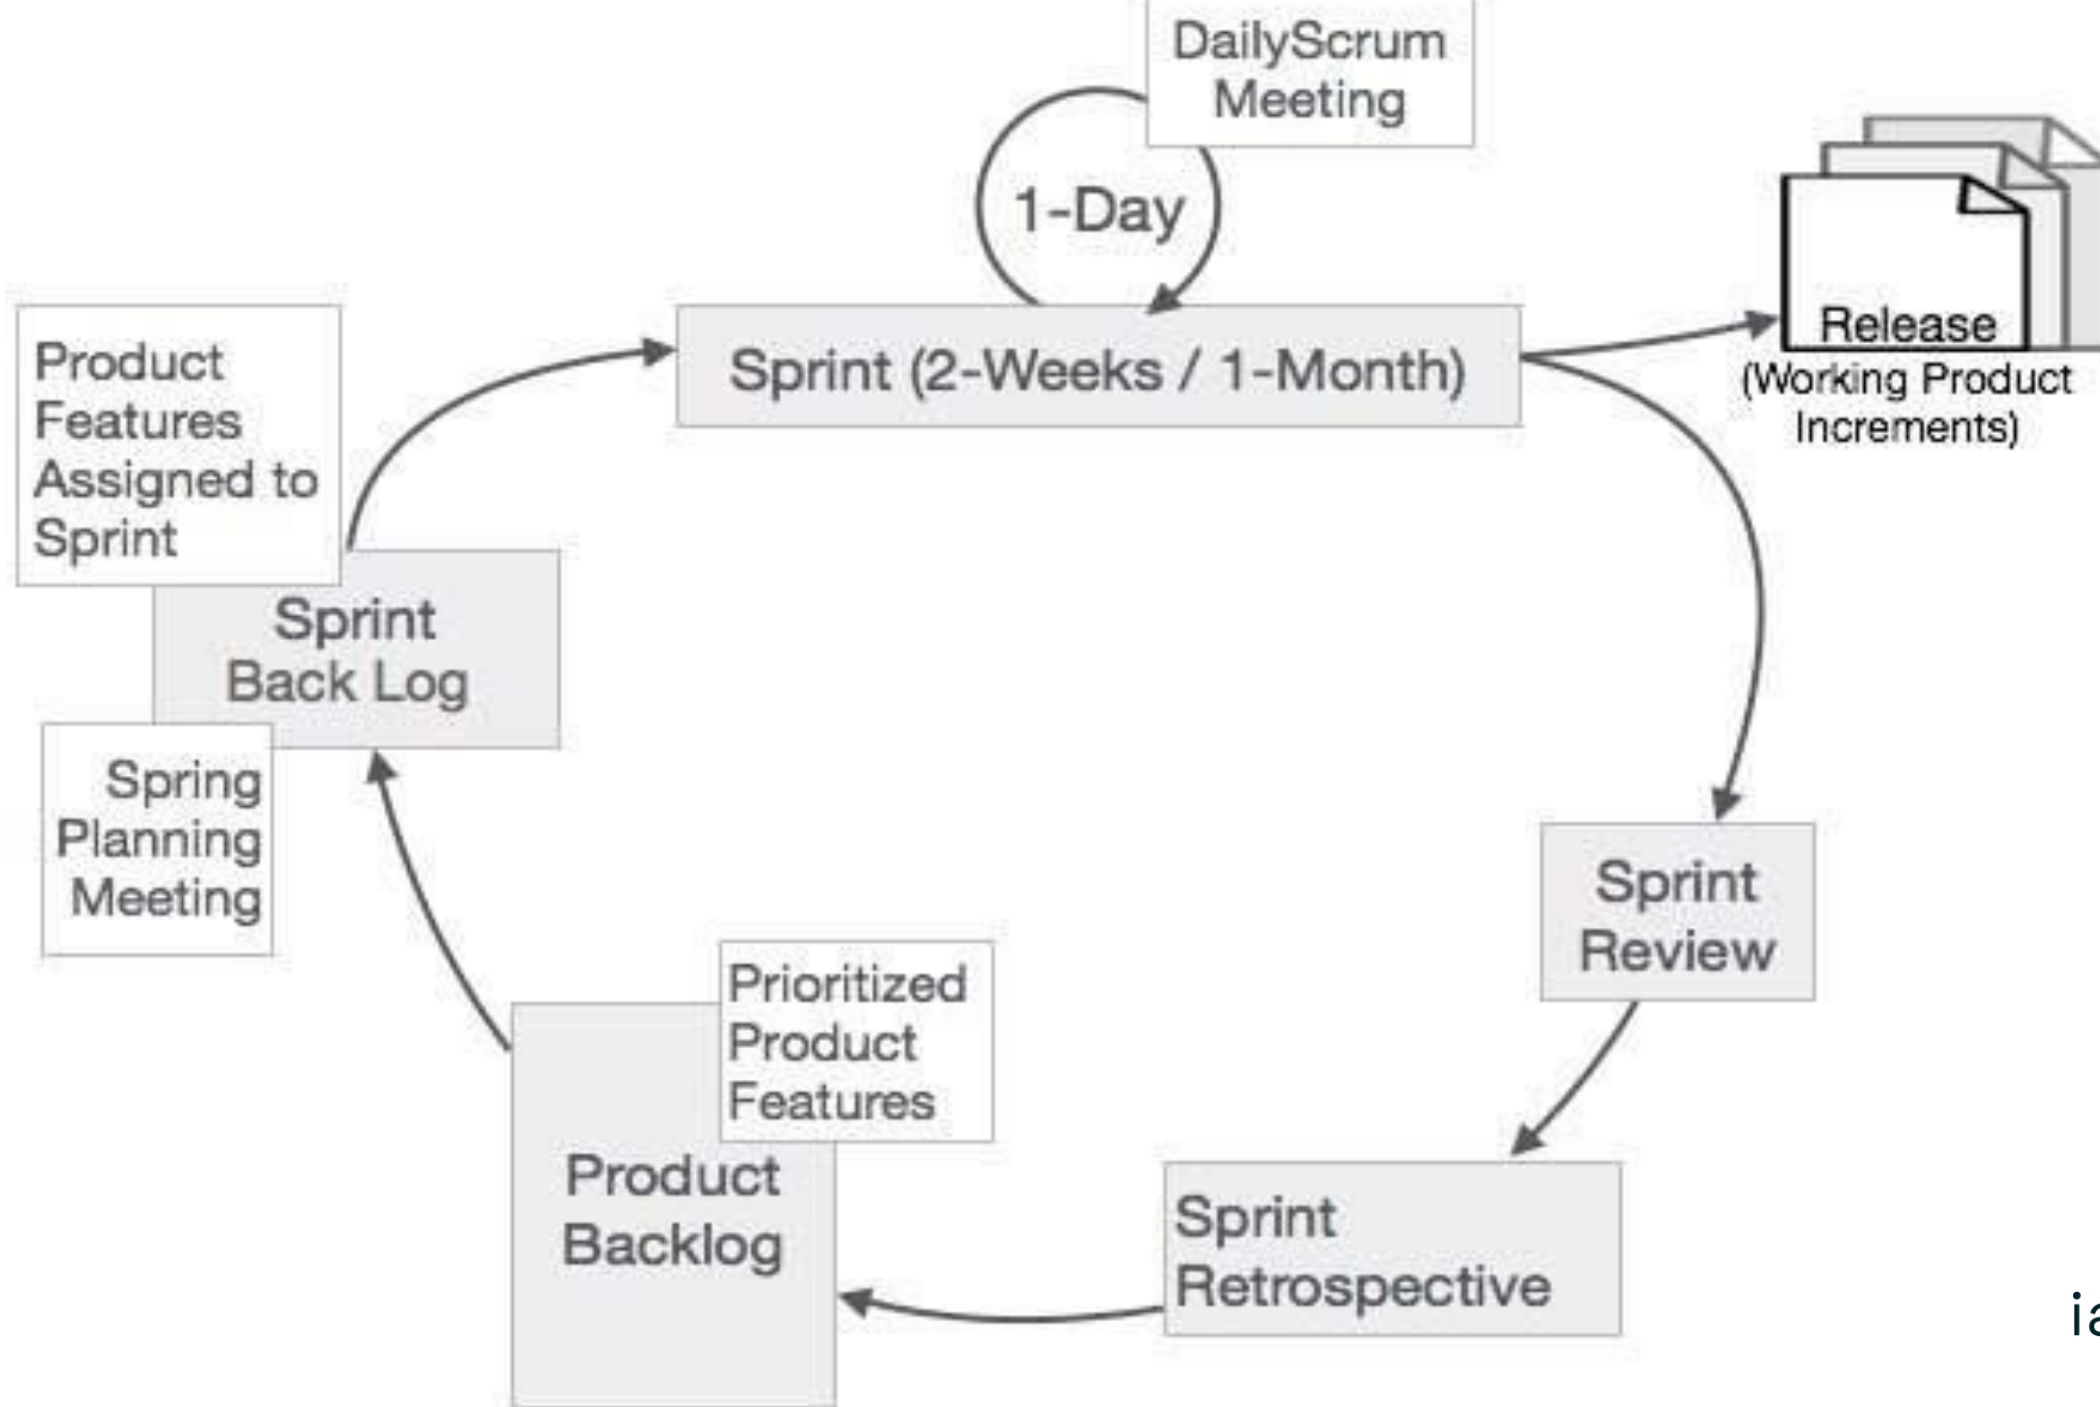 DailyScrum
Meeting
1-Day
Release
(Working Product
Increments)
Product
Features
Assigned to
Sprint
Sprint (2-Weeks / 1-Month)
Sprint
Back Log
Spring
Planning
Meeting
Sprint
Review
Prioritized
Product
Features
Product
Backlog
Sprint
Retrospective